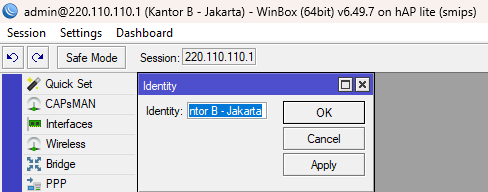 admin@220.110.110.1 (Kantor B - Jakarta) - WinBox (64bit) v6.49.7 on hAP lite (smips)
Session Settings Dashboard
Safe Mode Session: 220.110.110.1
Quick Set
CAPsMAN
Interfaces
Wireless
Bridge
PPP
Identity
Identity: ntor B - Jakarta
OK
Cancel
Apply